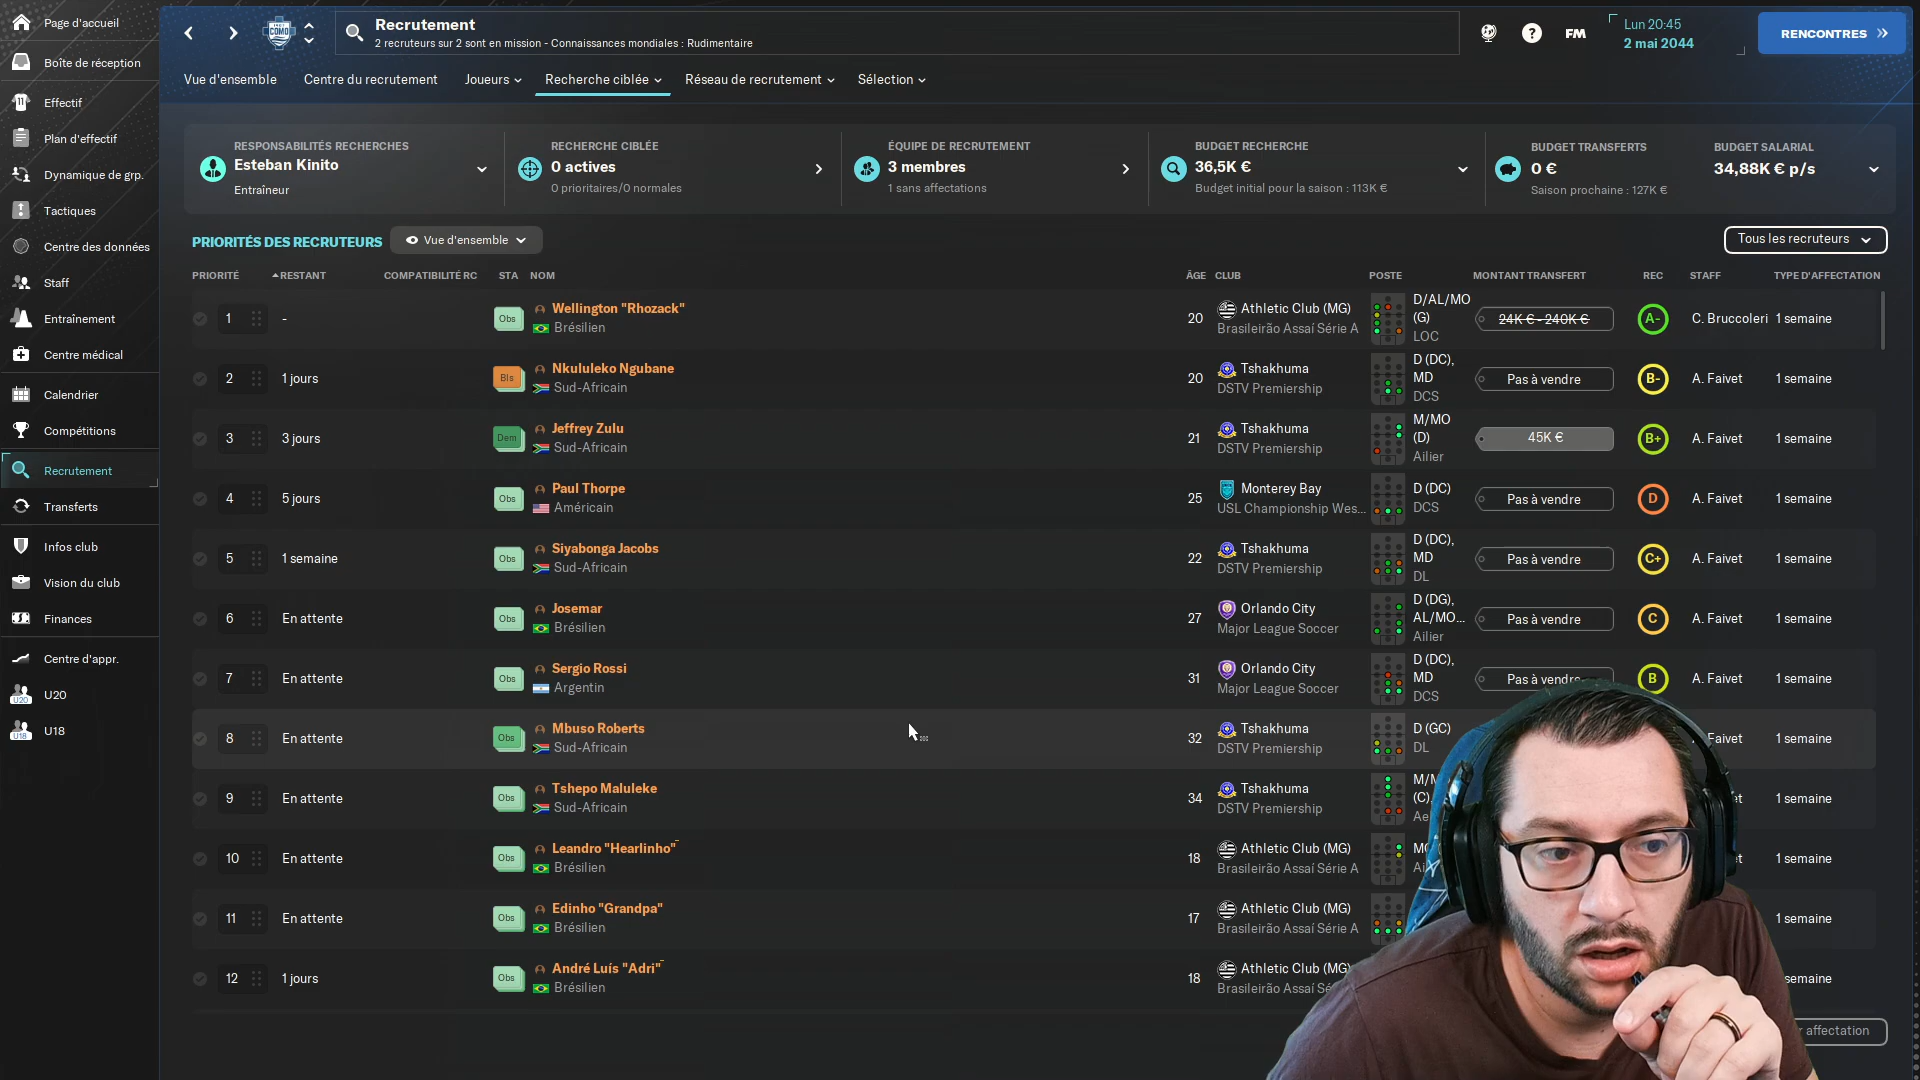 Page d'accueil
Boîte de réception
Effectif
Plan d'effectif
Dynamique de grp.
Tactiques
Centre des données
Staff
Entraînement
Centre médical
Calendrier
Compétitions
Recrutement
Transferts
Infos club
Vision du club
Finances
Centre d'appr.
U20
U20
U18
U18
COMO
Recrutement
2 recruteurs sur 2 sont en mission - Connaissances mondiales : Rudimentaire
FM
Lun 20:45
2 mai 2044
RENCONTRES
Vue d'ensemble
Centre du recrutement
Joueurs
Recherche ciblée
Réseau de recrutement
Sélection
RESPONSABILITÉS RECHERCHES
Esteban Kinito
Entraîneur
RECHERCHE CIBLÉE
0 actives
0 prioritaires/0 normales
ÉQUIPE DE RECRUTEMENT
3 membres
1 sans affectations
BUDGET RECHERCHE
36,5K €
Budget initial pour la saison : 113K €
BUDGET TRANSFERTS
0 €
Saison prochaine : 127K €
BUDGET SALARIAL
34,88K € p/s
PRIORITÉS DES RECRUTEURS
Vue d'ensemble
Tous les recruteurs
PRIORITÉ RESTANT COMPATIBILITÉ RC STA NOM ÂGE CLUB POSTE MONTANT TRANSFERT REC STAFF TYPE D'AFFECTATION
1 - Obs Wellington "Rhozack" 20 Athletic Club (MG) D/AL/MO (G) 24K € - 240K € A- C. Bruccoleri 1 semaine
Brésilien Brasileirão Assaí Série A LOC
2 1 jours Bls Nkululeko Ngubane 20 Tshakhuma D (DC), MD Pas à vendre B- A. Faivet 1 semaine
Sud-Africain DSTV Premiership DCS
3 3 jours Dem Jeffrey Zulu 21 Tshakhuma M/MO (D) 45K € B+ A. Faivet 1 semaine
Sud-Africain DSTV Premiership Ailier
4 5 jours Obs Paul Thorpe 25 Monterey Bay D (DC) Pas à vendre D A. Faivet 1 semaine
Américain USL Championship Wes... DCS
5 1 semaine Obs Siyabonga Jacobs 22 Tshakhuma D (DC), MD Pas à vendre C+ A. Faivet 1 semaine
Sud-Africain DSTV Premiership DL
6 En attente Obs Josemar 27 Orlando City D (DG), AL/MO... Pas à vendre C A. Faivet 1 semaine
Brésilien Major League Soccer Ailier
7 En attente Obs Sergio Rossi 31 Orlando City D (DC), MD Pas à vendre B A. Faivet 1 semaine
Argentin Major League Soccer DCS
8 En attente Obs Mbuso Roberts 32 Tshakhuma D (GC) Faivet 1 semaine
Sud-Africain DSTV Premiership DL
9 En attente Obs Tshepo Maluleke 34 Tshakhuma (C), 1 semaine
Sud-Africain DSTV Premiership
10 En attente Obs Leandro "Hearlinho" 18 Athletic Club (MG) 1 semaine
Brésilien Brasileirão Assaí Série A
11 En attente Obs Edinho "Grandpa" 17 Athletic Club (MG) 1 semaine
Brésilien Brasileirão Assaí Série A
12 1 jours Obs André Luís "Adri" 18 Athletic Club (MG) semaine
Brésilien Brasileirão Assaí
affectation